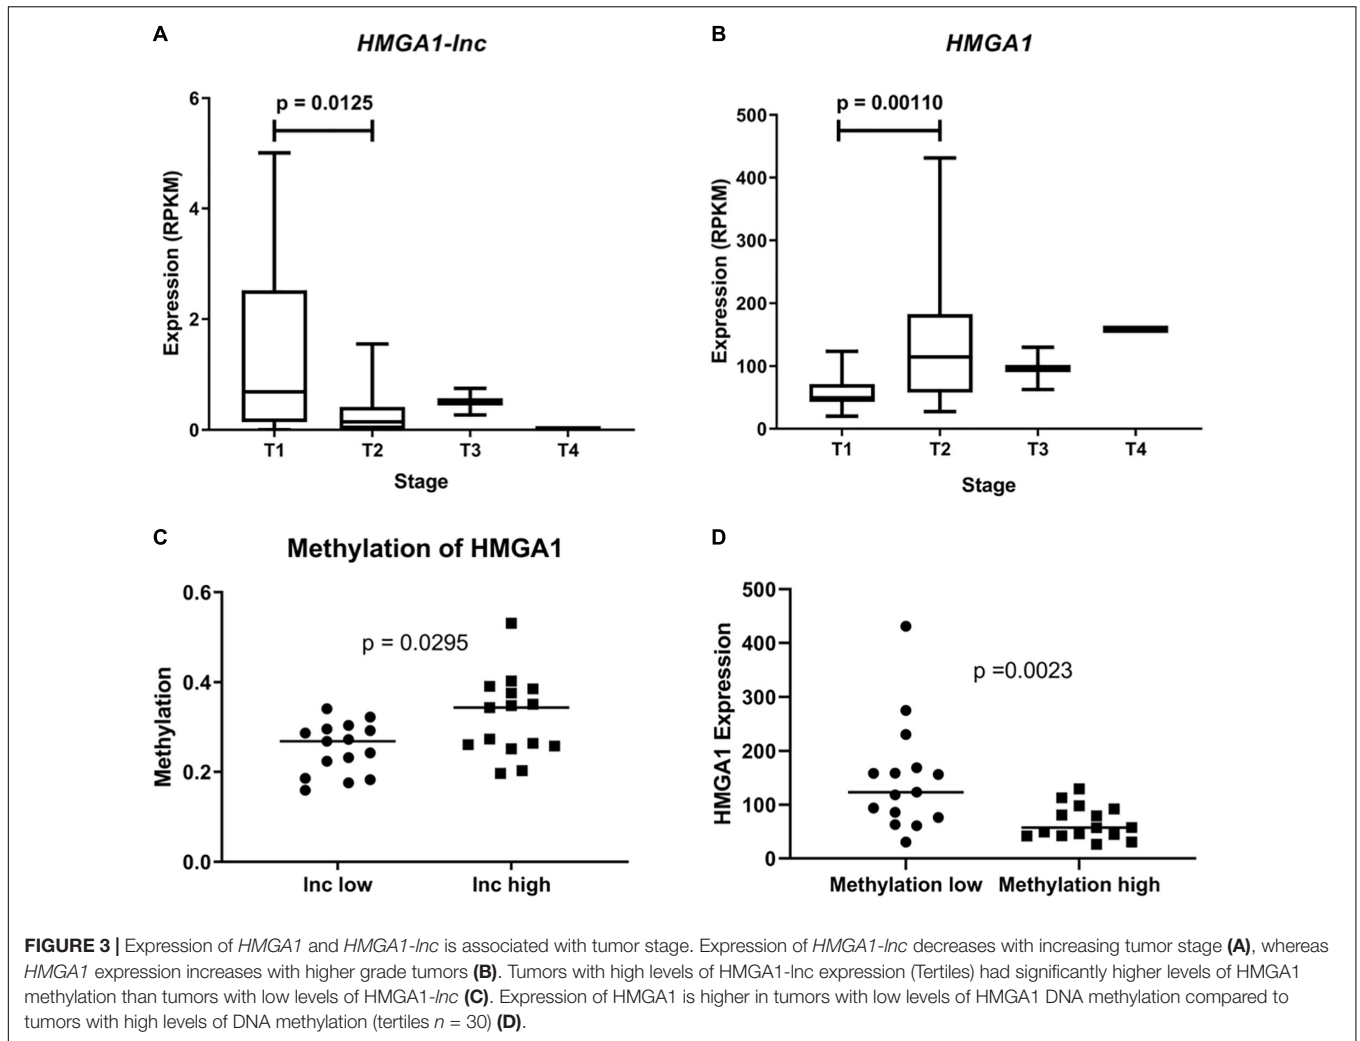 A
HMGA1-lnc
p = 0.0125
Expression (RPKM)
6
4
2
0
T1 T2 T3 T4
Stage
B
HMGA1
p = 0.00110
Expression (RPKM)
500
400
300
200
100
0
T1 T2 T3 T4
Stage
C
Methylation of HMGA1
p = 0.0295
Methylation
0.6
0.4
0.2
0.0
lnc low lnc high
D
p =0.0023
HMGA1 Expression
500
400
300
200
100
0
Methylation low Methylation high
FIGURE 3 | Expression of HMGA1 and HMGA1-lnc is associated with tumor stage. Expression of HMGA1-lnc decreases with increasing tumor stage (A), whereas
HMGA1 expression increases with higher grade tumors (B). Tumors with high levels of HMGA1-lnc expression (Tertiles) had significantly higher levels of HMGA1
methylation than tumors with low levels of HMGA1-lnc (C). Expression of HMGA1 is higher in tumors with low levels of HMGA1 DNA methylation compared to
tumors with high levels of DNA methylation (tertiles n = 30) (D).